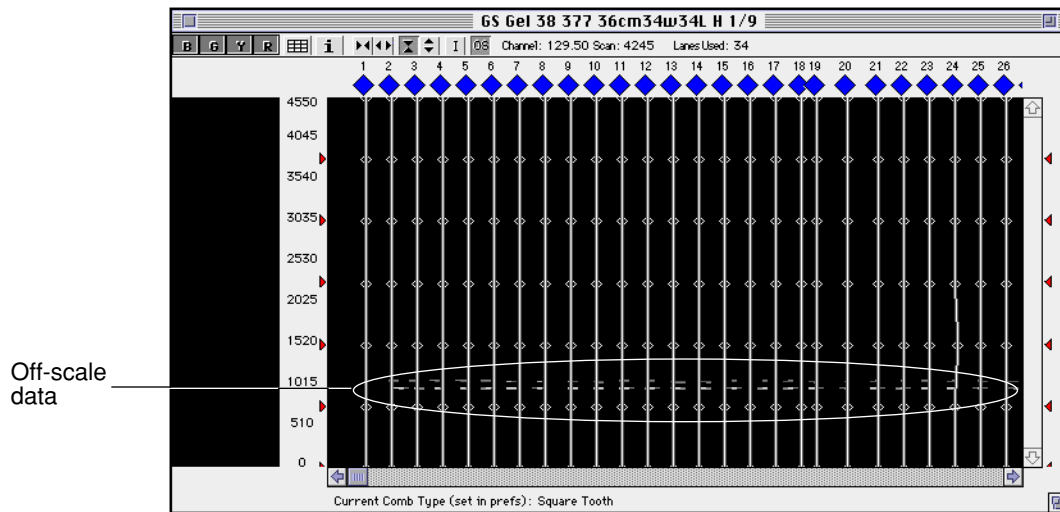 GS Gel 38 377 36cm34w34L H 1/9
B G Y R i I OS Channel: 129.50 Scan: 4245 Lanes Used: 34
1 2 3 4 5 6 7 8 9 10 11 12 13 14 15 16 17 18 19 20 21 22 23 24 25 26
4550
4045
3540
3035
2530
2025
1520
Off-scale
data
1015
510
0
Current Comb Type (set in prefs): Square Tooth